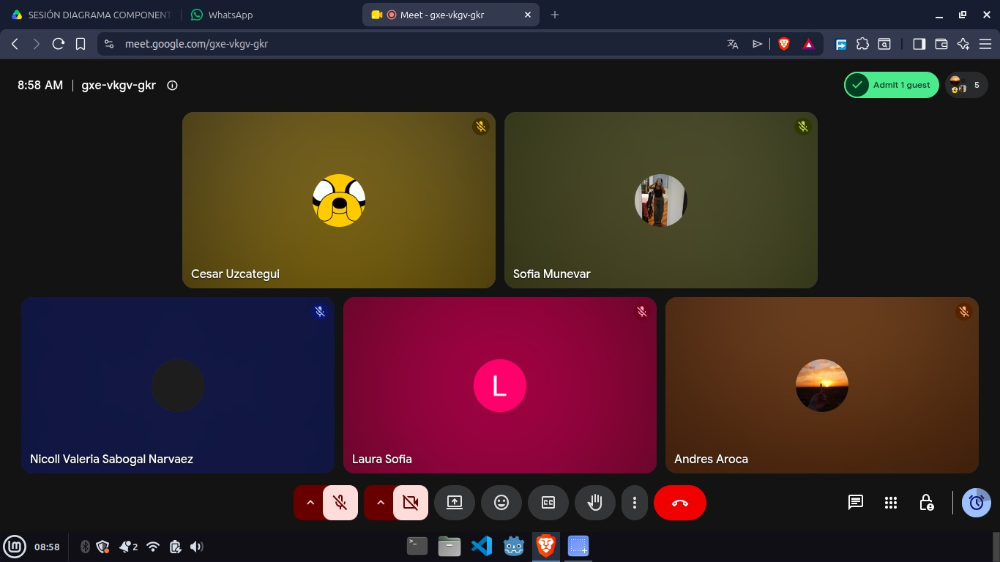 SESIÓN DIAGRAMA COMPONENT
WhatsApp
Meet - gxe-vkgv-gkr
meet.google.com/gxe-vkgv-gkr
8:58 AM | gxe-vkgv-gkr
Admit 1 guest
5
Cesar Uzcategui
Sofia Munevar
L
Nicoll Valeria Sabogal Narvaez
Laura Sofia
Andres Aroca
CC
08:58
2